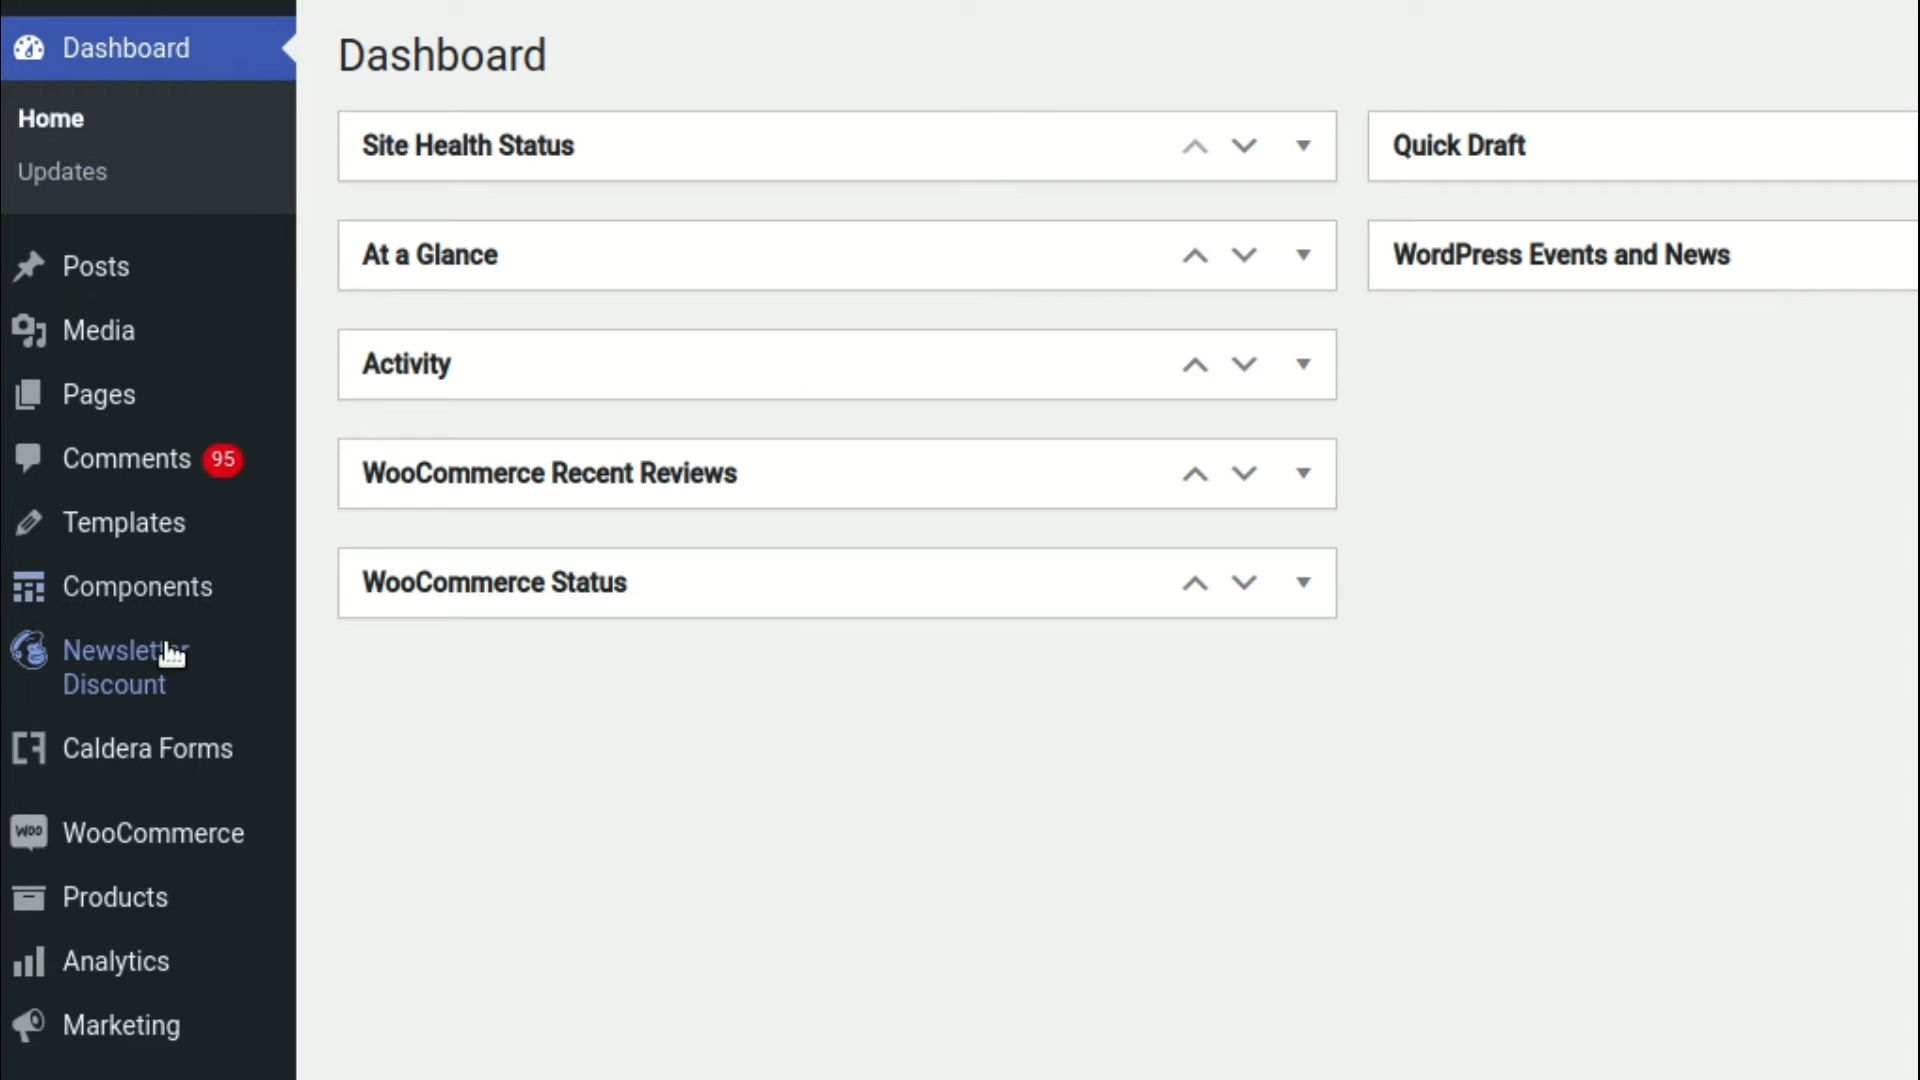 Dashboard
Home
Updates
Posts
Media
Pages
Comments 95
Templates
Components
Newsletter
Discount
Caldera Forms
WOO WooCommerce
Products
Analytics
Marketing
Dashboard
Site Health Status
At a Glance
Activity
WooCommerce Recent Reviews
WooCommerce Status
Quick Draft
WordPress Events and News